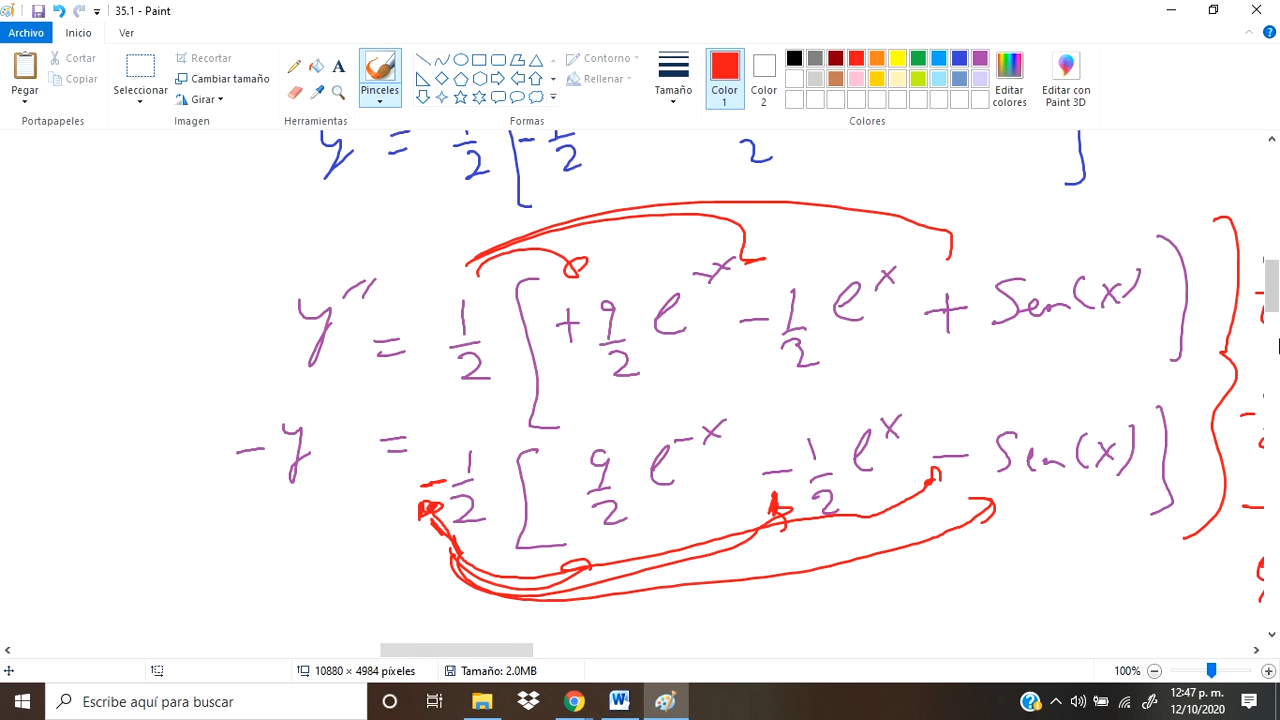 35.1 - Paint
Archivo Inicio Ver
Pegar
Cortar
Copiar
Portapapeles
Seleccionar
Recortar
Cambiar tamaño
Girar
Imagen
A
Herramientas
Pinceles
Contorno
Rellenar
Formas
Tamaño
Color 1
Color 2
Editar colores
Editar con Paint 3D
Colores
y = 1/2 [ - 1/2 2 ]
y'' = 1/2 [ + 9/2 e^-x - 1/2 e^x + Sen(x) ]
-y = - 1/2 [ 9/2 e^-x - 1/2 e^x - Sen(x) ]
10880 × 4984 píxeles Tamaño: 2.0MB 100%
Escribe aquí para buscar
12:47 p. m.
12/10/2020